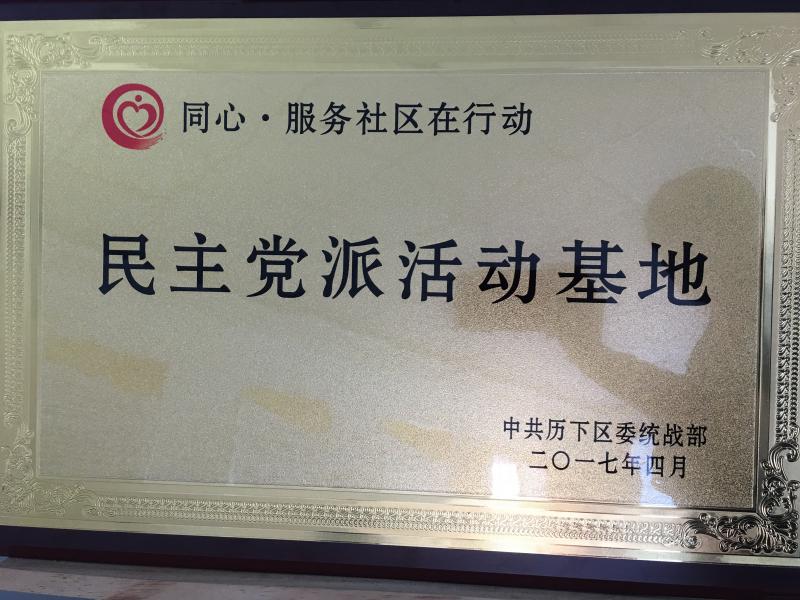 同心·服务社区在行动
民主党派活动基地
中共历下区委统战部
二〇一七年四月